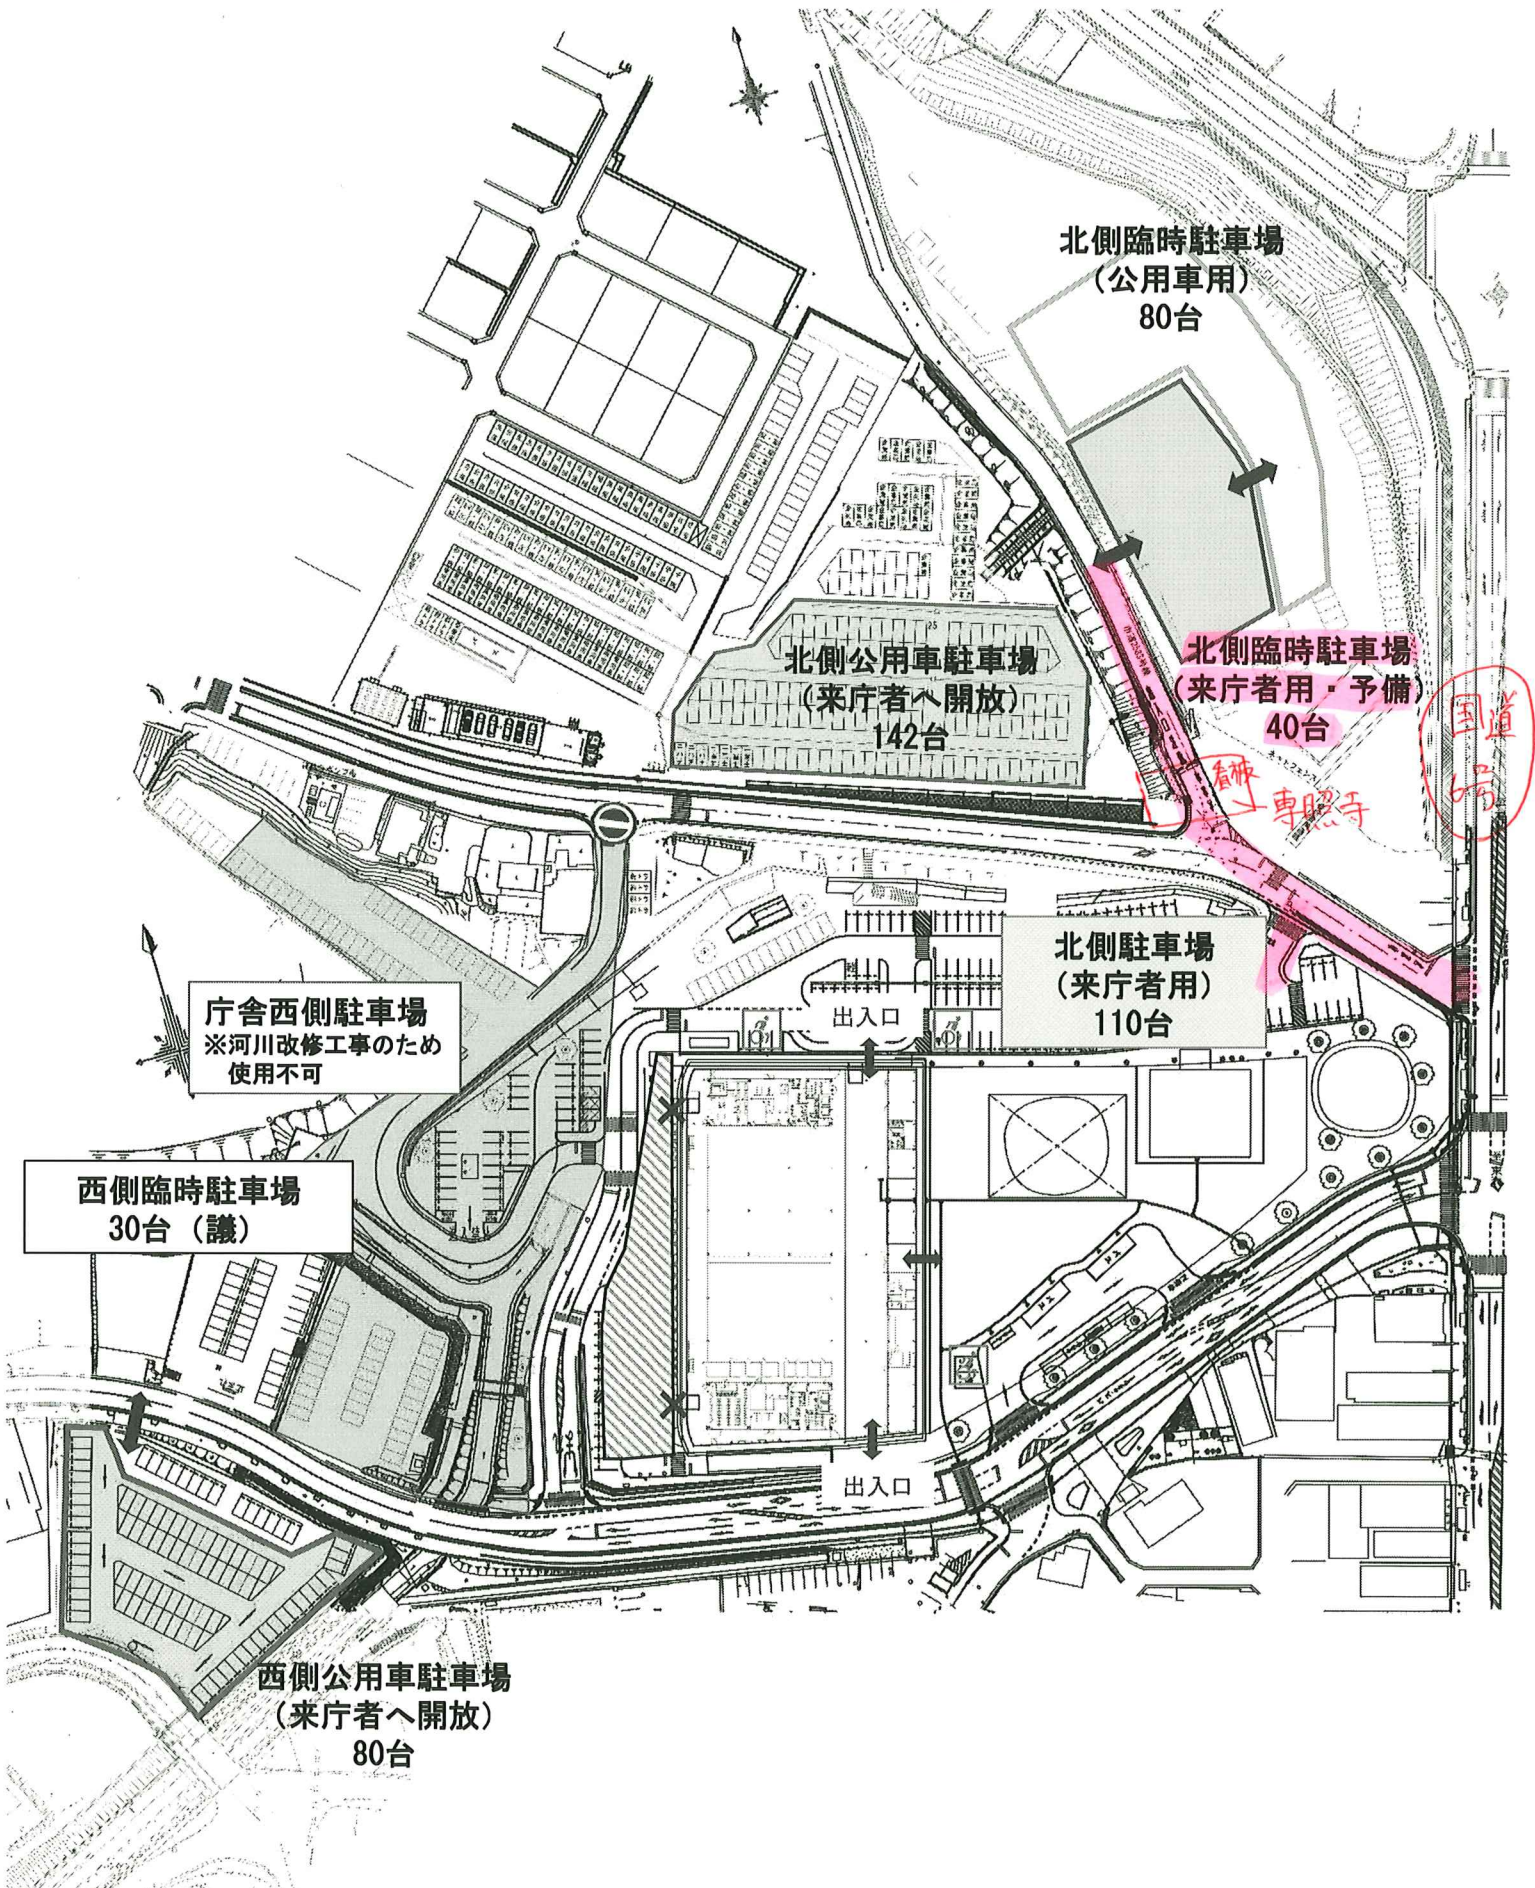 北側臨時駐車場
（公用車用）
80台
北側公用車駐車場
（来庁者へ開放）
142台
北側臨時駐車場
（来庁者用・予備）
40台
国道
6号
看板
専照寺
北側駐車場
（来庁者用）
110台
出入口
庁舎西側駐車場
※河川改修工事のため
使用不可
西側臨時駐車場
30台（議）
出入口
西側公用車駐車場
（来庁者へ開放）
80台